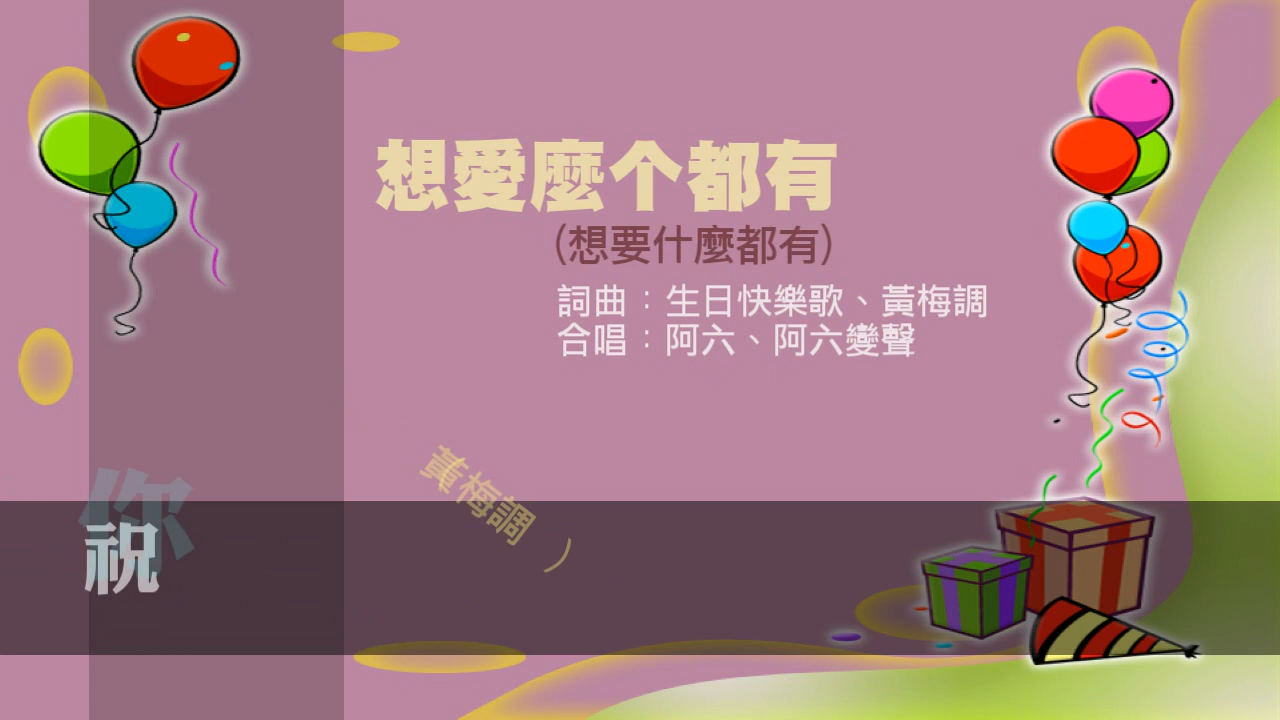 想愛麼个都有
(想要什麼都有)
詞曲：生日快樂歌、黃梅調
合唱：阿六、阿六變聲
黃梅調 )
你
祝